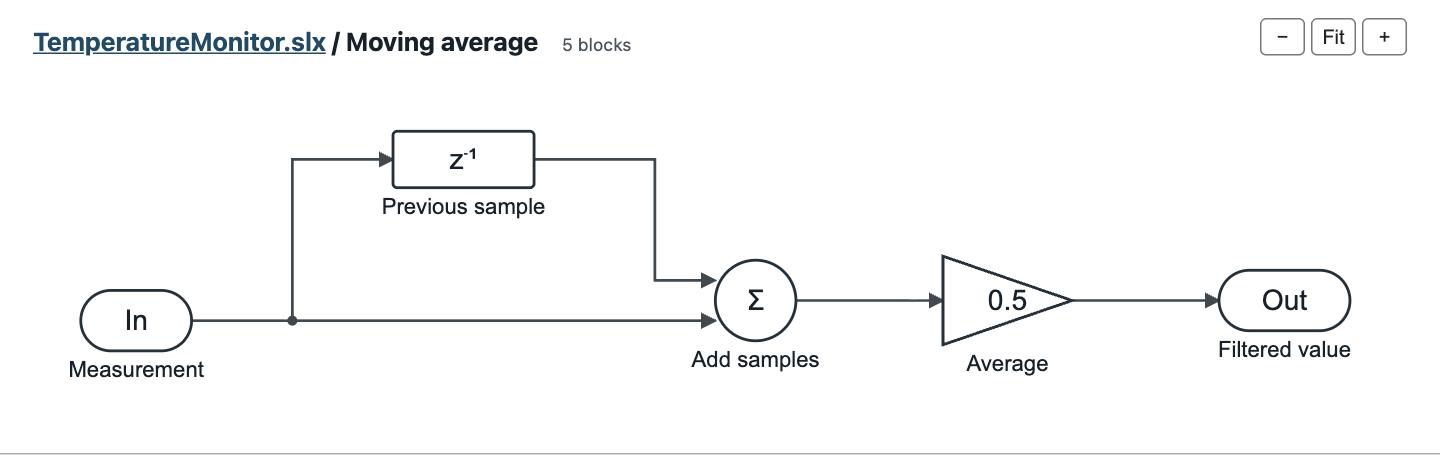 TemperatureMonitor.slx / Moving average 5 blocks
− Fit +
z⁻¹
Previous sample
In
Measurement
Σ
Add samples
0.5
Average
Out
Filtered value